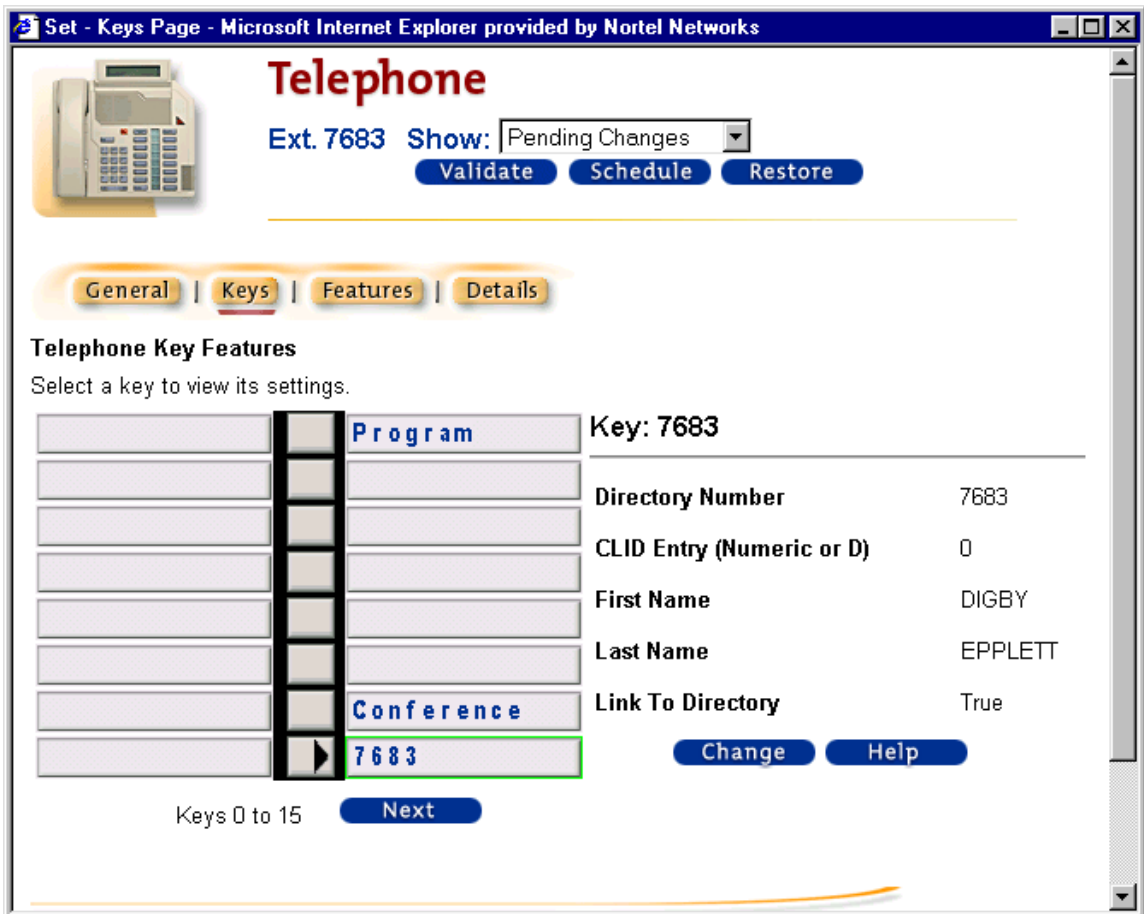 Set - Keys Page - Microsoft Internet Explorer provided by Nortel Networks
Telephone
Ext. 7683 Show: Pending Changes
Validate Schedule Restore
General | Keys | Features | Details
Telephone Key Features
Select a key to view its settings.
Program
Conference
7683
Keys 0 to 15 Next
Key: 7683
Directory Number 7683
CLID Entry (Numeric or D) 0
First Name DIGBY
Last Name EPPLETT
Link To Directory True
Change Help